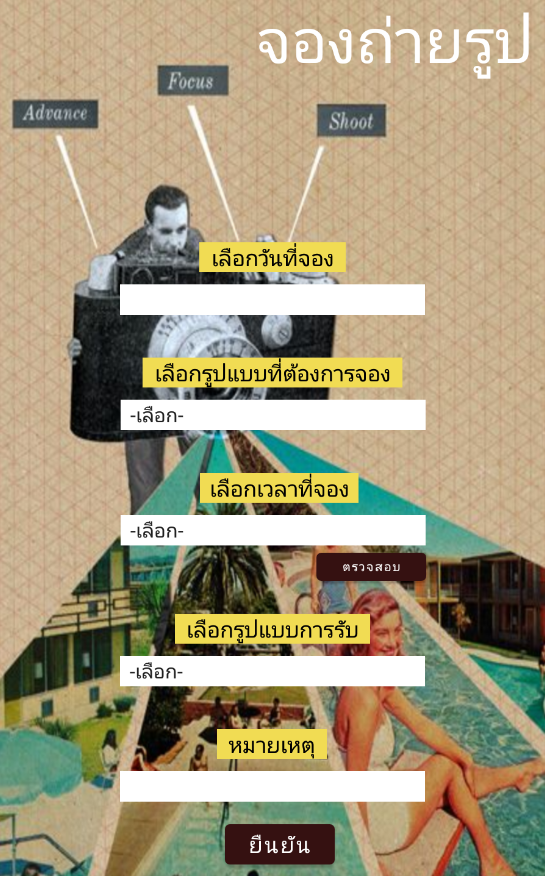 จองถ่ายรูป
Focus
Advance
Shoot
เลือกวันที่จอง
เลือกรูปแบบที่ต้องการจอง
-เลือก-
เลือกเวลาที่จอง
-เลือก-
ตรวจสอบ
เลือกรูปแบบการรับ
-เลือก-
หมายเหตุ
ยืนยัน